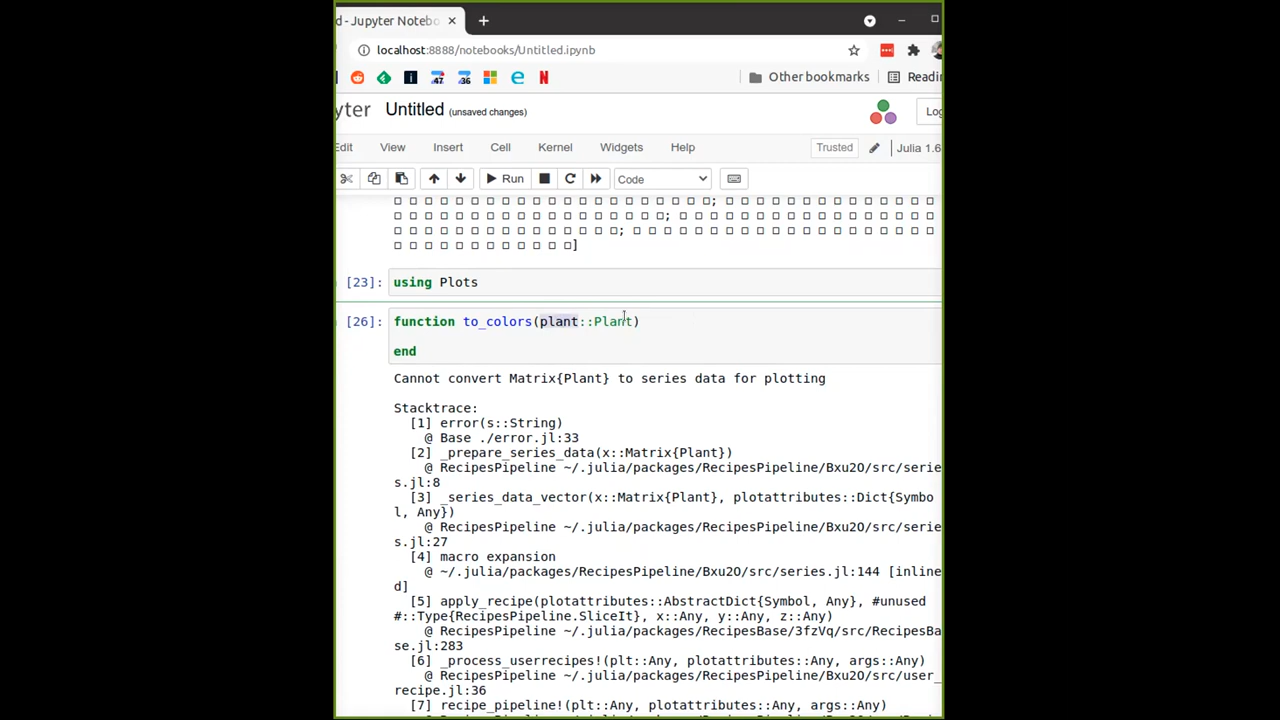 d - Jupyter Notebo
localhost:8888/notebooks/Untitled.ipynb
47
36
N
Other bookmarks
Readi
yter Untitled (unsaved changes)
Log
Edit View Insert Cell Kernel Widgets Help
Trusted
Julia 1.6
Run
Code
[23]: using Plots
[26]: function to_colors(plant::Plant)
end
Cannot convert Matrix{Plant} to series data for plotting
Stacktrace:
[1] error(s::String)
@ Base ./error.jl:33
[2] _prepare_series_data(x::Matrix{Plant})
@ RecipesPipeline ~/.julia/packages/RecipesPipeline/Bxu2O/src/serie
s.jl:8
[3] _series_data_vector(x::Matrix{Plant}, plotattributes::Dict{Symbo
l, Any})
@ RecipesPipeline ~/.julia/packages/RecipesPipeline/Bxu2O/src/serie
s.jl:27
[4] macro expansion
@ ~/.julia/packages/RecipesPipeline/Bxu2O/src/series.jl:144 [inline
d]
[5] apply_recipe(plotattributes::AbstractDict{Symbol, Any}, #unused
#::Type{RecipesPipeline.SliceIt}, x::Any, y::Any, z::Any)
@ RecipesPipeline ~/.julia/packages/RecipesBase/3fzVq/src/RecipesBa
se.jl:283
[6] _process_userrecipes!(plt::Any, plotattributes::Any, args::Any)
@ RecipesPipeline ~/.julia/packages/RecipesPipeline/Bxu2O/src/user_
recipe.jl:36
[7] recipe_pipeline!(plt::Any, plotattributes::Any, args::Any)